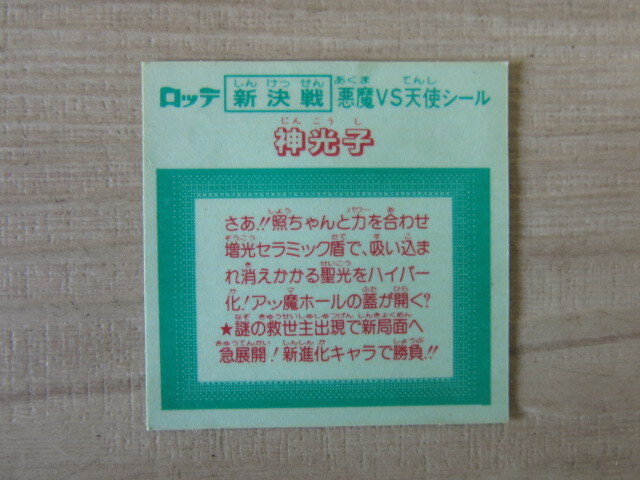 ロッテ 新決戦 悪魔VS天使シール
神光子
さあ!!照ちゃんと力を合わせ
増光セラミック盾で、吸い込ま
れ消えかかる聖光をハイパー
化!アッ魔ホールの蓋が開く?
★謎の救世主出現で新局面へ
急展開!新進化キャラで勝負!!